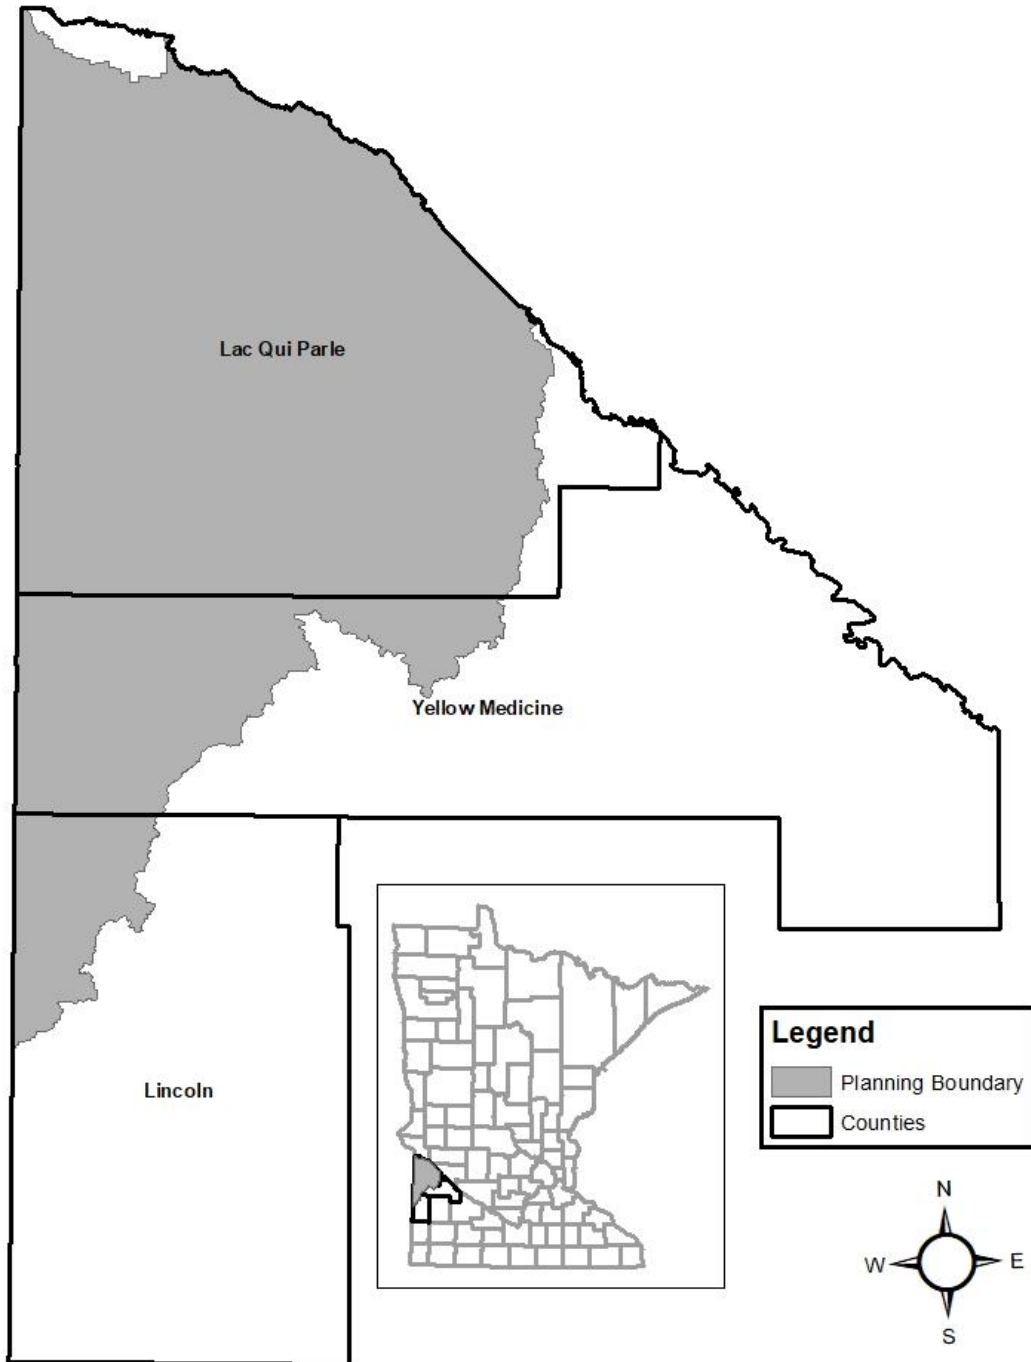 Lac Qui Parle
Yellow Medicine
Lincoln
Legend
Planning Boundary
Counties
N
W
E
S